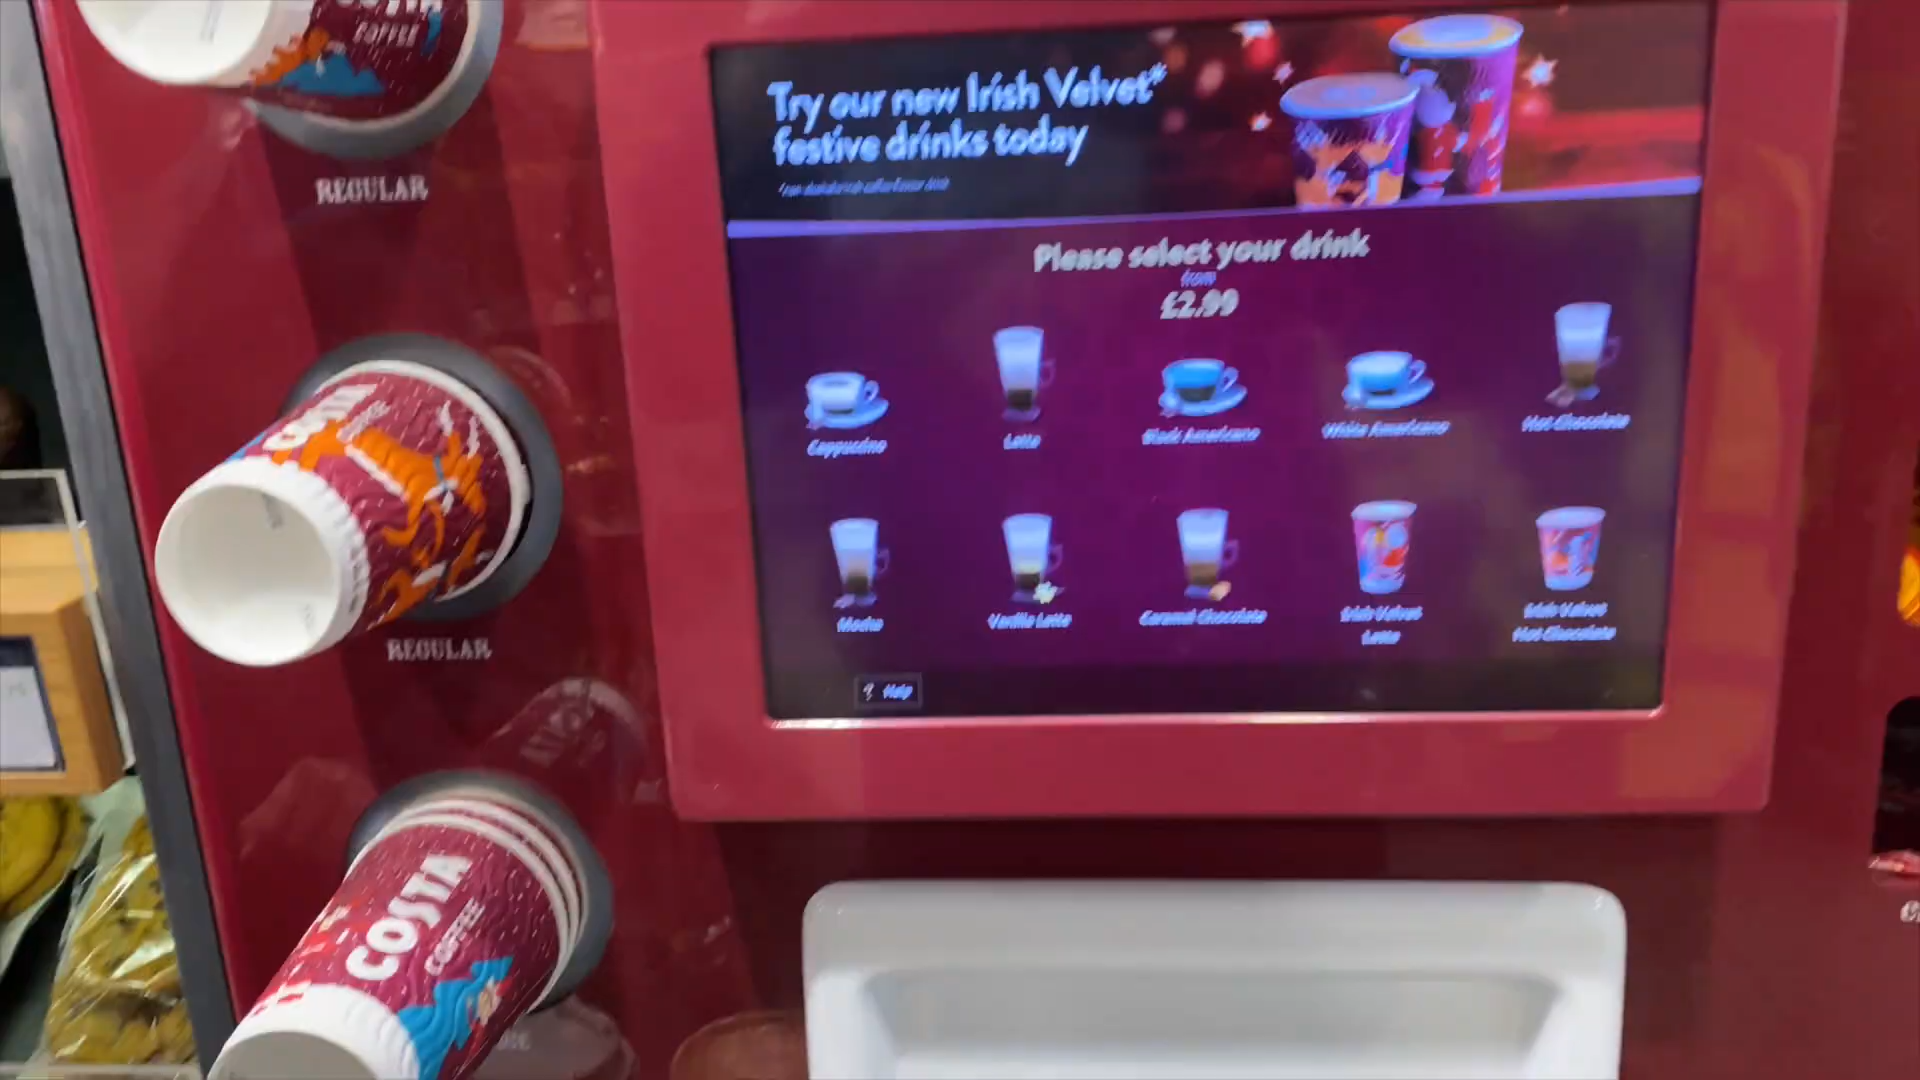 COFFEE
REGULAR
COSTA
REGULAR
COSTA
COFFEE
Try our new Irish Velvet*
festive drinks today
Please select your drink
from
£2.99
Cappuccino
Latte
Black Americano
White Americano
Hot Chocolate
Mocha
Vanilla Latte
Caramel Chocolate
Irish Velvet
Latte
Irish Velvet
Hot Chocolate
? Help